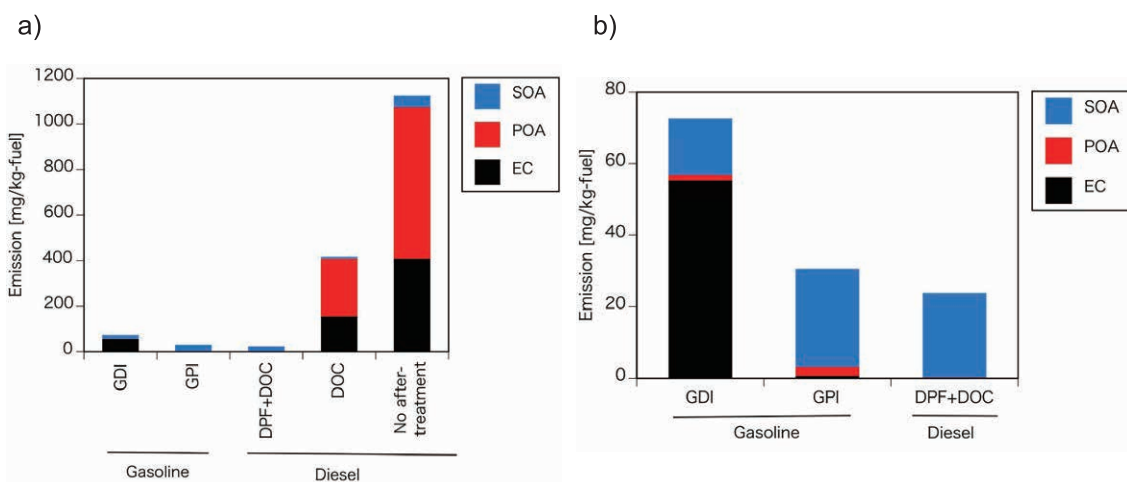 a)
1200
1000
800
600
400
200
0
Emission [mg/kg-fuel]
SOA
POA
EC
GDI
GPI
DPF+DOC
DOC
No after-
treatment
Gasoline
Diesel
b)
80
60
40
20
0
Emission [mg/kg-fuel]
SOA
POA
EC
GDI
GPI
DPF+DOC
Gasoline
Diesel